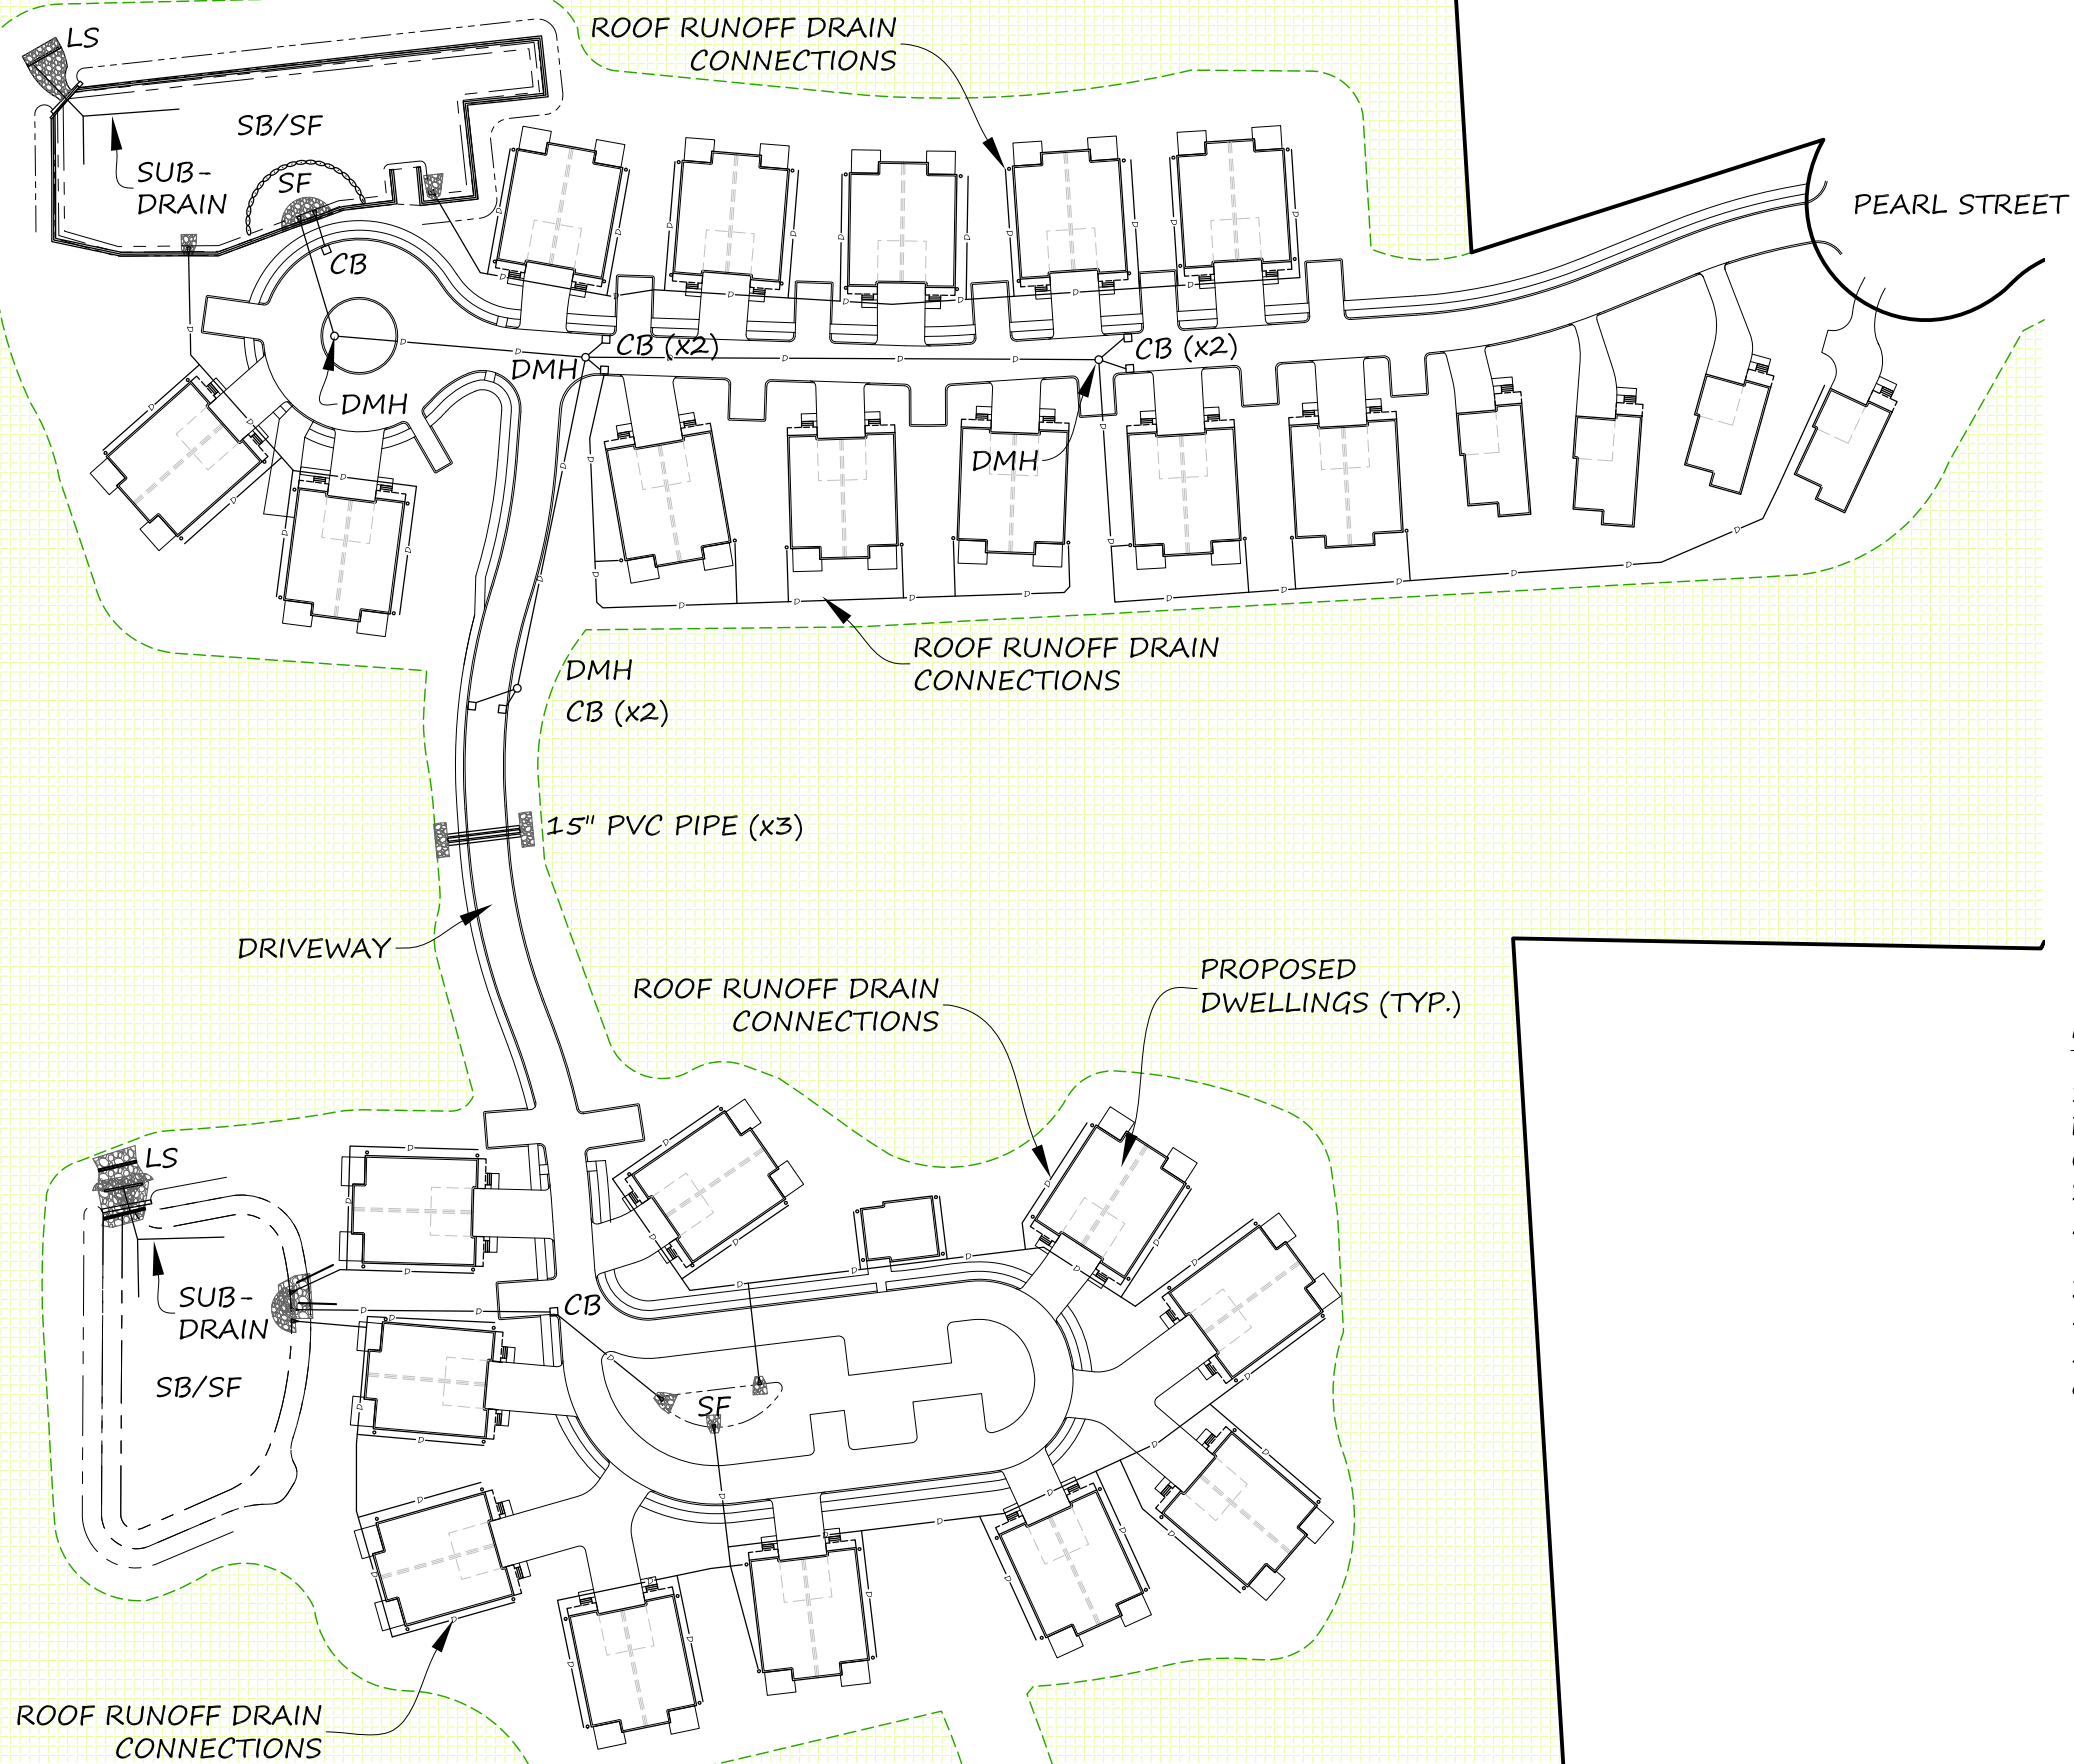 LS
ROOF RUNOFF DRAIN
CONNECTIONS
SB/SF
SUB-
DRAIN
SF
PEARL STREET
CB
CB (x2)
CB (x2)
DMH
DMH
DMH
ROOF RUNOFF DRAIN
CONNECTIONS
DMH
CB (x2)
15" PVC PIPE (x3)
DRIVEWAY
ROOF RUNOFF DRAIN
CONNECTIONS
PROPOSED
DWELLINGS (TYP.)
LS
SUB-
DRAIN
CB
SB/SF
SF
ROOF RUNOFF DRAIN
CONNECTIONS